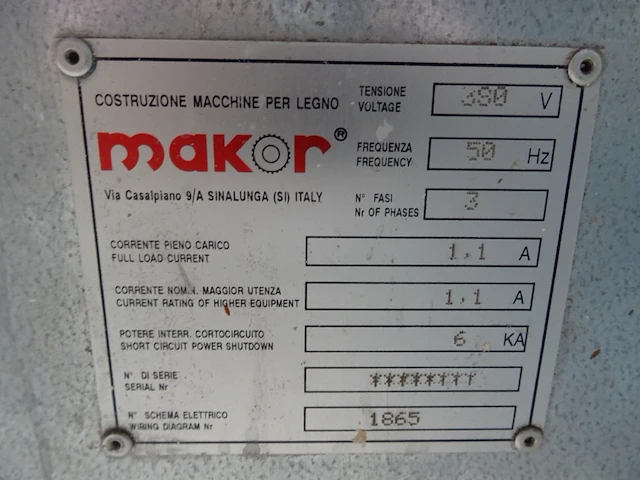 COSTRUZIONE MACCHINE PER LEGNO
makor®
Via Casalpiano 9/A SINALUNGA (SI) ITALY
TENSIONE
VOLTAGE 380 V
FREQUENZA
FREQUENCY 50 Hz
N° FASI
Nr OF PHASES 3
CORRENTE PIENO CARICO
FULL LOAD CURRENT 1,1 A
CORRENTE NOM.N. MAGGIOR UTENZA
CURRENT RATING OF HIGHER EQUIPMENT 1,1 A
POTERE INTERR. CORTOCIRCUITO
SHORT CIRCUIT POWER SHUTDOWN 6 KA
N° DI SERIE
SERIAL Nr ********
N° SCHEMA ELETTRICO
WIRING DIAGRAM Nr 1865